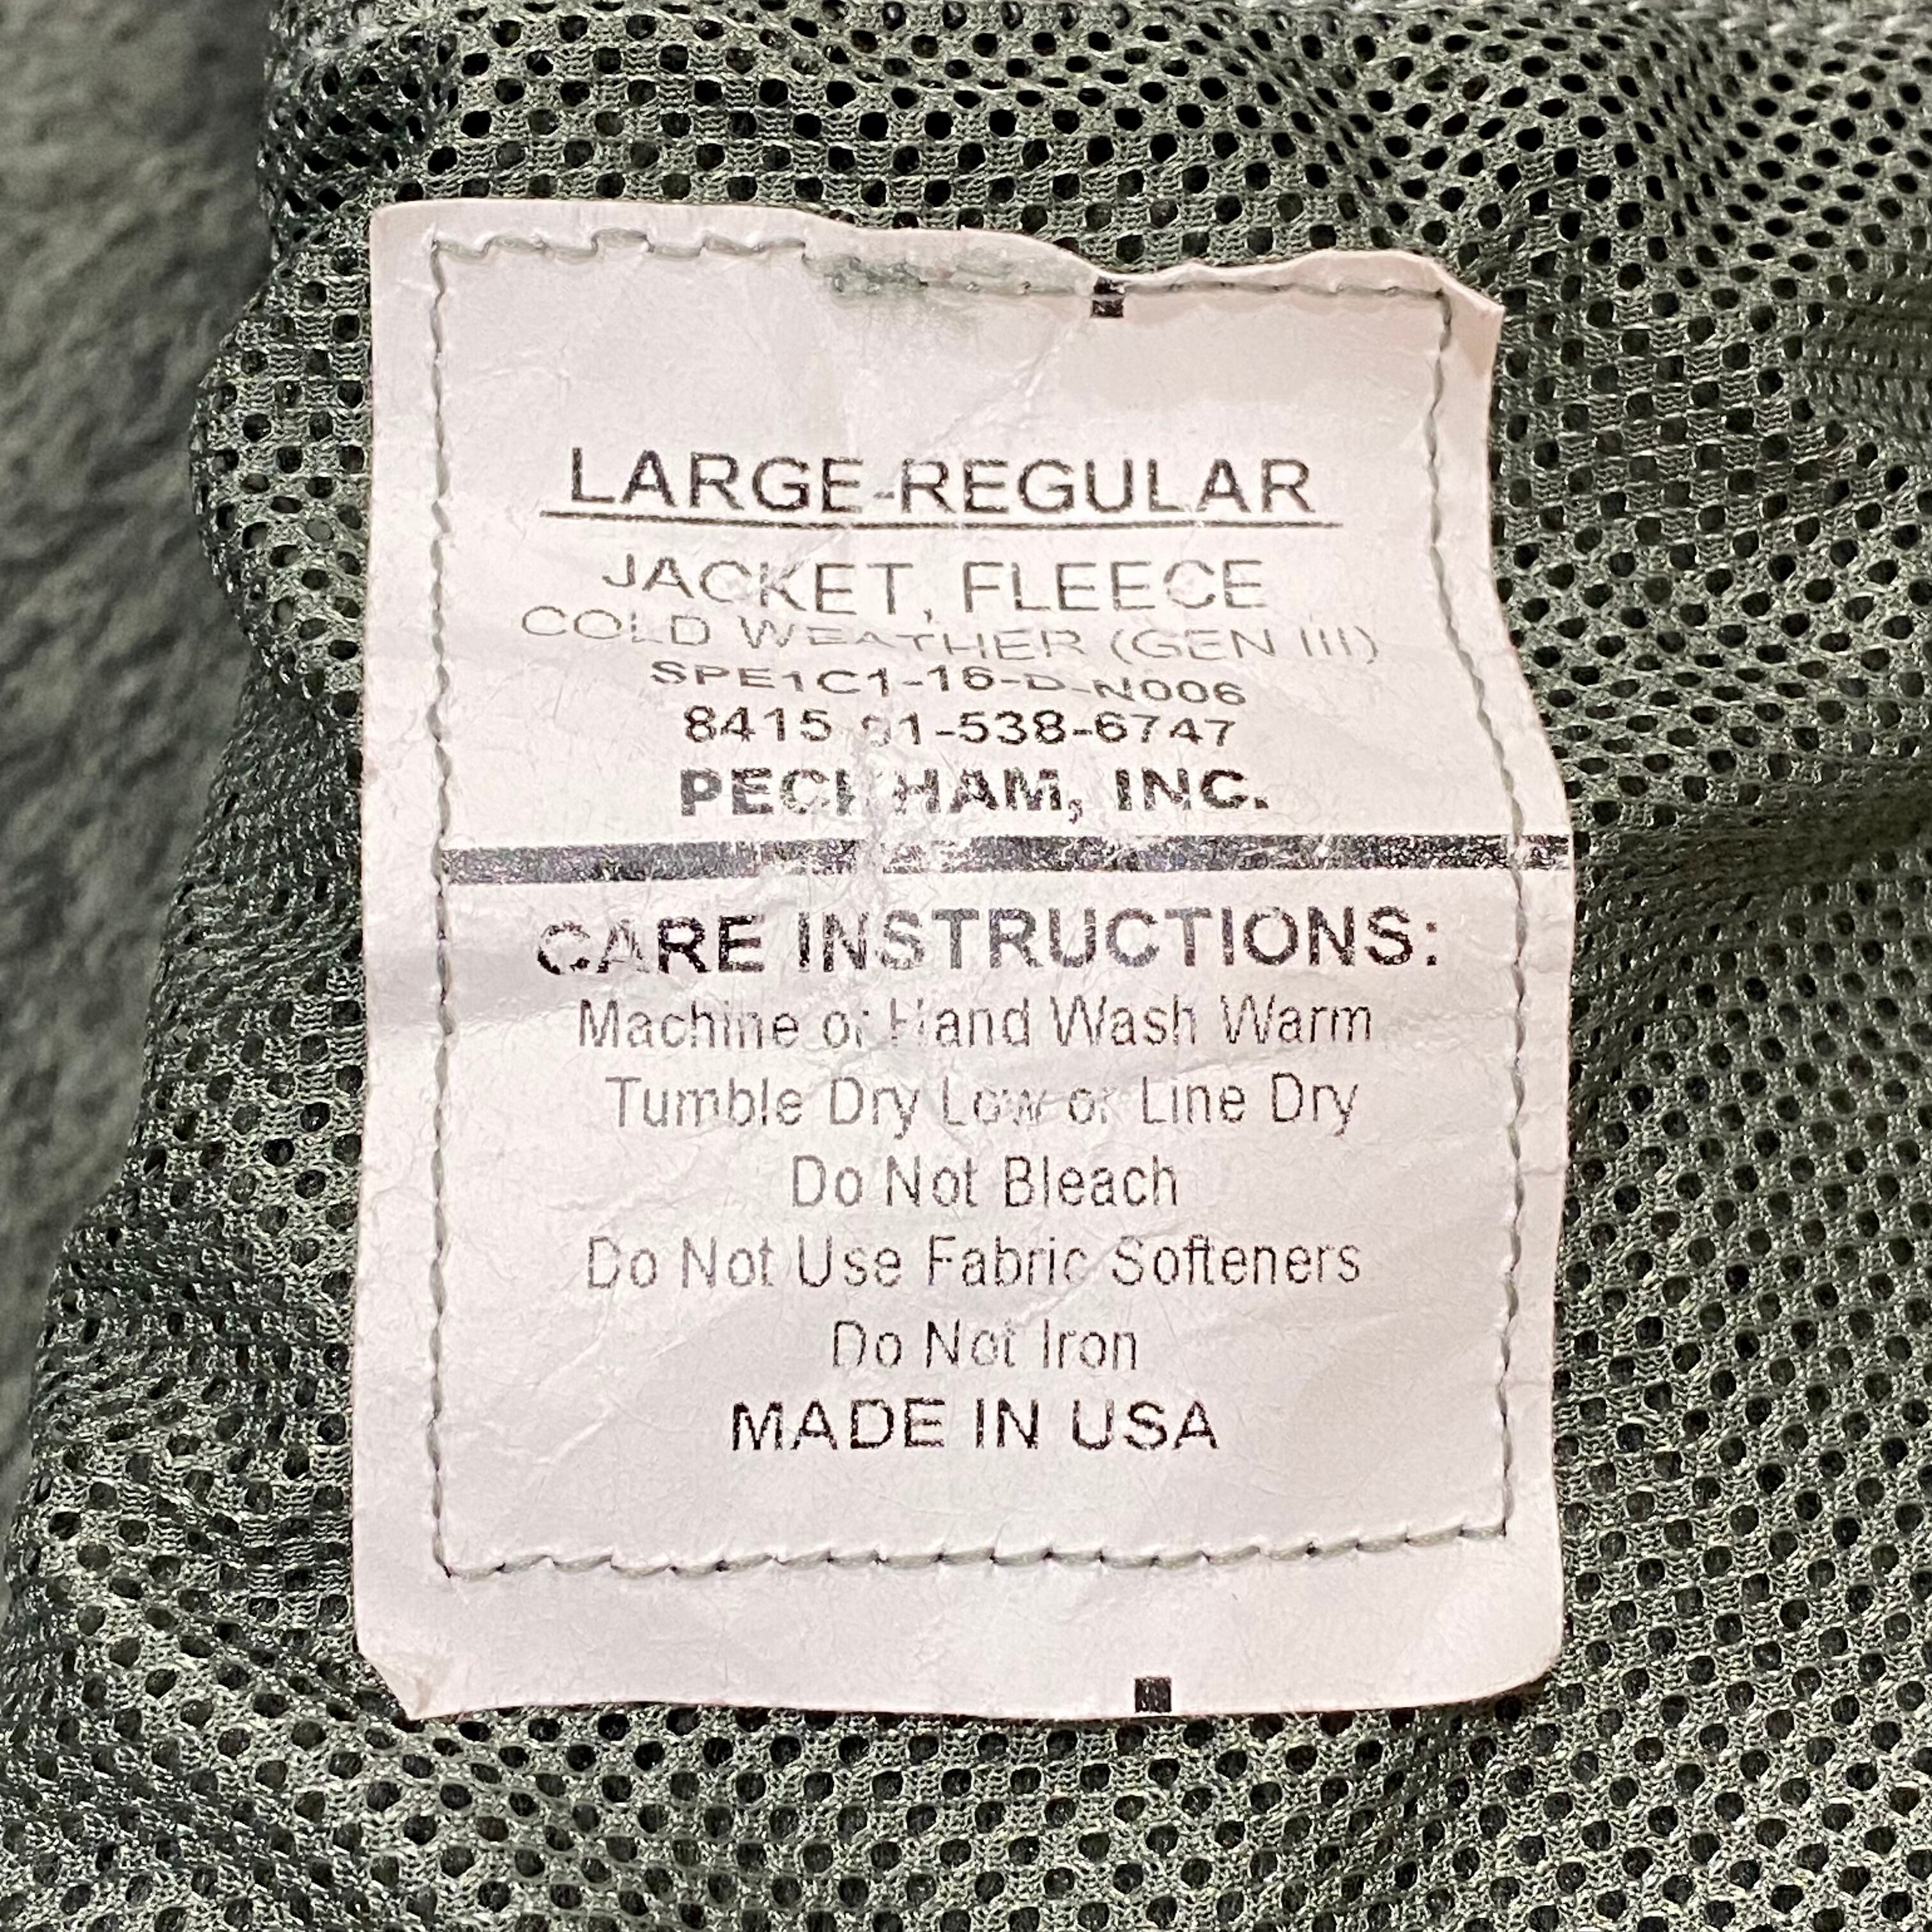 LARGE-REGULAR
JACKET, FLEECE
COLD WEATHER (GEN III)
SPE1C1-16-D-N006
8415-01-538-6747
PECKHAM, INC.
CARE INSTRUCTIONS:
Machine or Hand Wash Warm
Tumble Dry Low or Line Dry
Do Not Bleach
Do Not Use Fabric Softeners
Do Not Iron
MADE IN USA